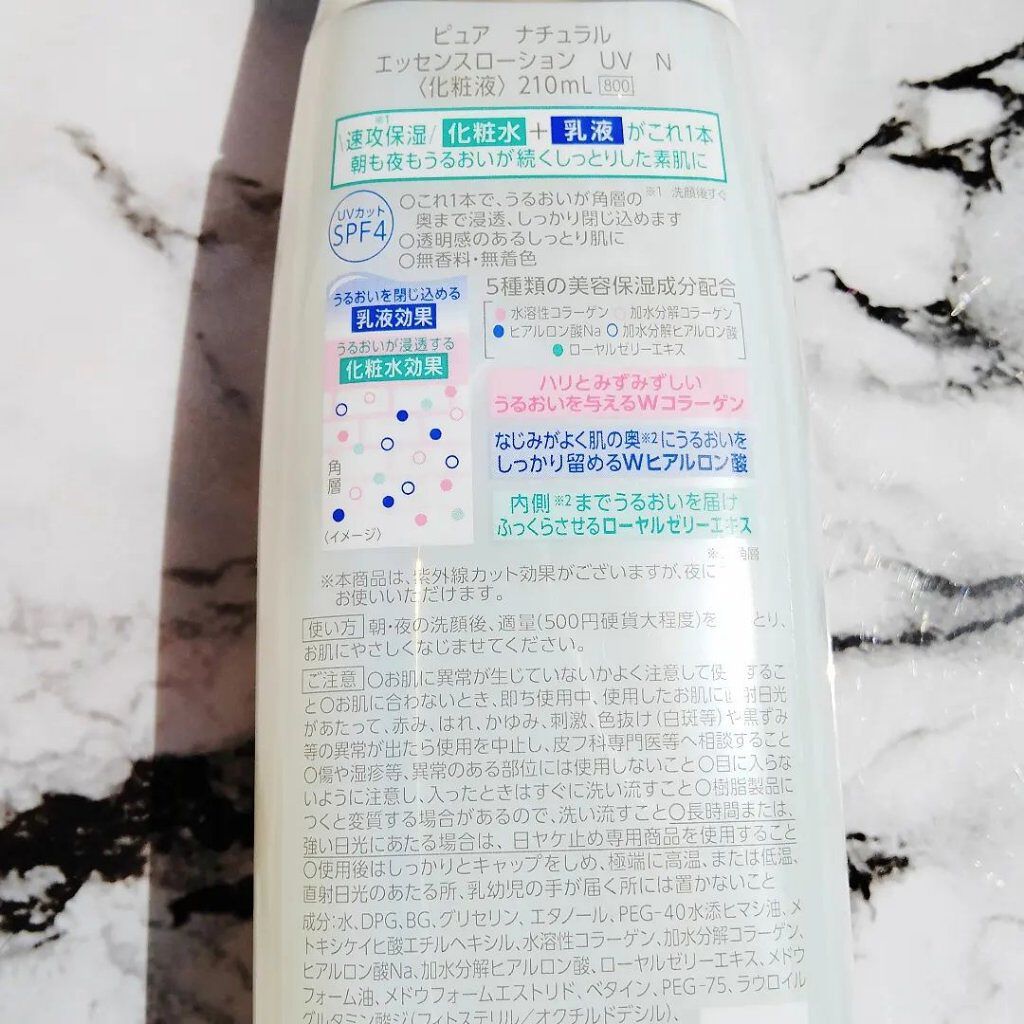 ピュア ナチュラル
エッセンスローション UV N
〈化粧液〉 210mL 800
※1
\速攻保湿/ 化粧水 + 乳液 がこれ1本
朝も夜もうるおいが続くしっとりした素肌に
※1 洗顔後すぐ
UVカット
SPF4
○これ1本で、うるおいが角層の
奥まで浸透、しっかり閉じ込めます
○透明感のあるしっとり肌に
○無香料・無着色
うるおいを閉じ込める
乳液効果
うるおいが浸透する
化粧水効果
角層
〈イメージ〉
5種類の美容保湿成分配合
水溶性コラーゲン 加水分解コラーゲン
ヒアルロン酸Na 加水分解ヒアルロン酸
ローヤルゼリーエキス
ハリとみずみずしい
うるおいを与えるWコラーゲン
なじみがよく肌の奥※2にうるおいを
しっかり留めるWヒアルロン酸
内側※2までうるおいを届け
ふっくらさせるローヤルゼリーエキス
角層
※本商品は、紫外線カット効果がございますが、夜に
お使いいただけます。
使い方 朝・夜の洗顔後、適量(500円硬貨大程度)を とり、
お肌にやさしくなじませてください。
ご注意 ○お肌に異常が生じていないかよく注意して使 するこ
と○お肌に合わないとき、即ち使用中、使用したお肌に直射日光
があたって、赤み、はれ、かゆみ、刺激、色抜け(白斑等)や黒ずみ
等の異常が出たら使用を中止し、皮フ科専門医等へ相談すること
○傷や湿疹等、異常のある部位には使用しないこと○目に入らな
いように注意し、入ったときはすぐに洗い流すこと○樹脂製品に
つくと変質する場合があるので、洗い流すこと○長時間または、
強い日光にあたる場合は、日ヤケ止め専用商品を使用すること
○使用後はしっかりとキャップをしめ、極端に高温、または低温、
直射日光のあたる所、乳幼児の手が届く所には置かないこと
成分:水、DPG、BG、グリセリン、エタノール、PEG-40水添ヒマシ油、メ
トキシケイヒ酸エチルヘキシル、水溶性コラーゲン、加水分解コラーゲン、
ヒアルロン酸Na、加水分解ヒアルロン酸、ローヤルゼリーエキス、メドウ
フォーム油、メドウフォームエストリド、ベタイン、PEG-75、ラウロイル
グルタミン酸ジ(フィトステリル/オクチルドデシル)、